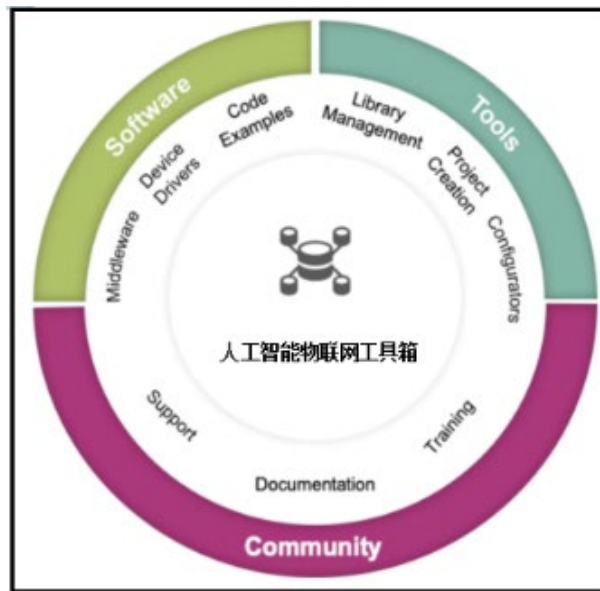 Software
Tools
Code
Examples
Library
Management
Device
Drivers
Project
Creation
Middleware
Configurators
人工智能物联网工具箱
Support
Training
Documentation
Community